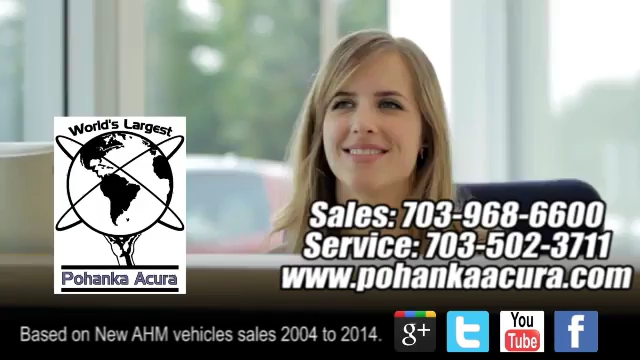 World's Largest
Pohanka Acura
Sales: 703-968-6600
Service: 703-502-3711
www.pohankaacura.com
Based on New AHM vehicles sales 2004 to 2014.
g+
You
Tube
f